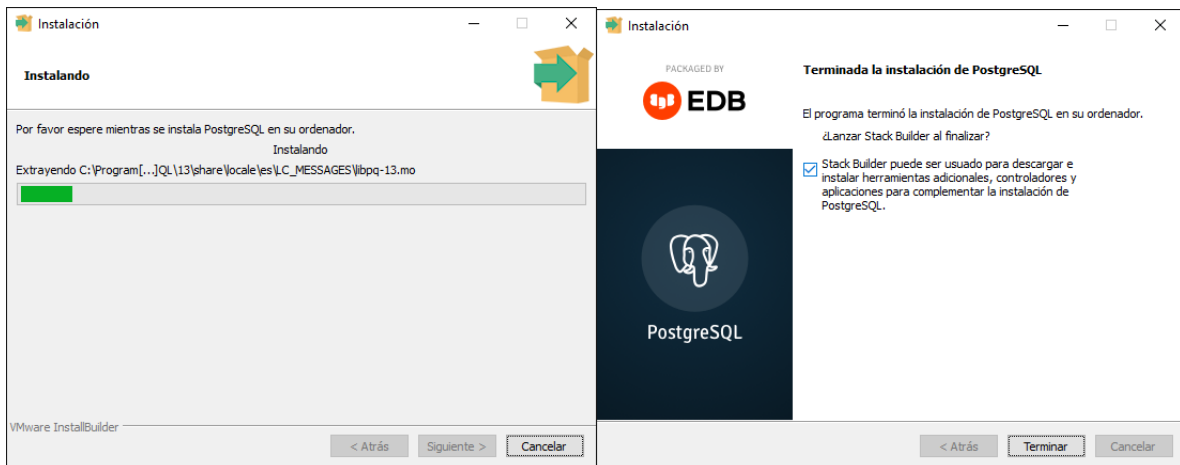 Instalación
Instalando
Por favor espere mientras se instala PostgreSQL en su ordenador.
Instalando
Extrayendo C:\Program[...]QL\13\share\locale\es\LC_MESSAGES\libpq-13.mo
VMware InstallBuilder
< Atrás
Siguiente >
Cancelar
Instalación
PACKAGED BY
EDB
PostgreSQL
Terminada la instalación de PostgreSQL
El programa terminó la instalación de PostgreSQL en su ordenador.
¿Lanzar Stack Builder al finalizar?
Stack Builder puede ser usado para descargar e
instalar herramientas adicionales, controladores y
aplicaciones para complementar la instalación de
PostgreSQL.
< Atrás
Terminar
Cancelar